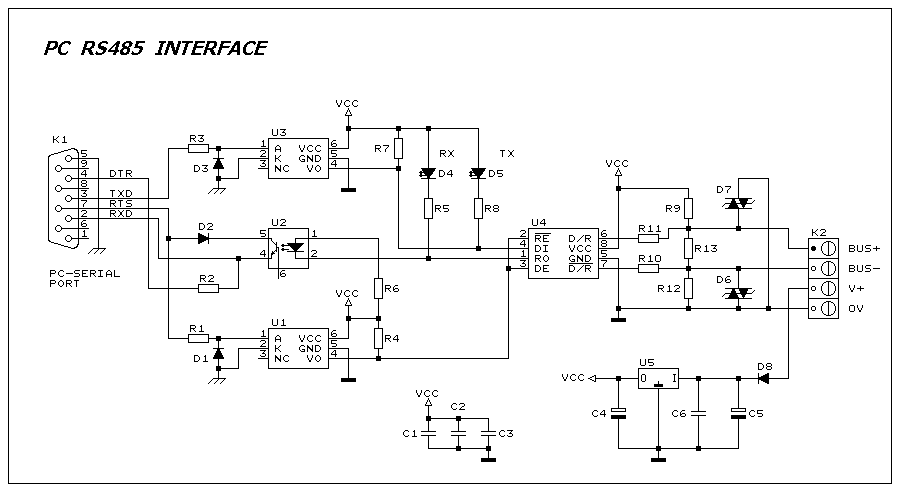 PC RS485 INTERFACE
VCC
K1
R3
U3
R7
RX
TX
VCC
5
9
4
8
3
7
2
6
1
DTR
TXD
RTS
RXD
1 A VCC 6
2 K GND 5
3 NC VO 4
D3
D4
D5
D7
D2
U2
R5
R8
U4
R9
K2
5
4
6
1
2
2 RE D/R 6
4 DI VCC 8
1 RO GND 5
3 DE D/R 7
R11
R13
R10
R12
D6
BUS+
BUS-
V+
0V
PC-SERIAL
PORT
R2
R6
VCC
R1
U1
R4
1 A VCC 6
2 K GND 5
3 NC VO 4
D1
U5
D8
VCC
O I
VCC
C2
C1
C3
C4
C6
C5